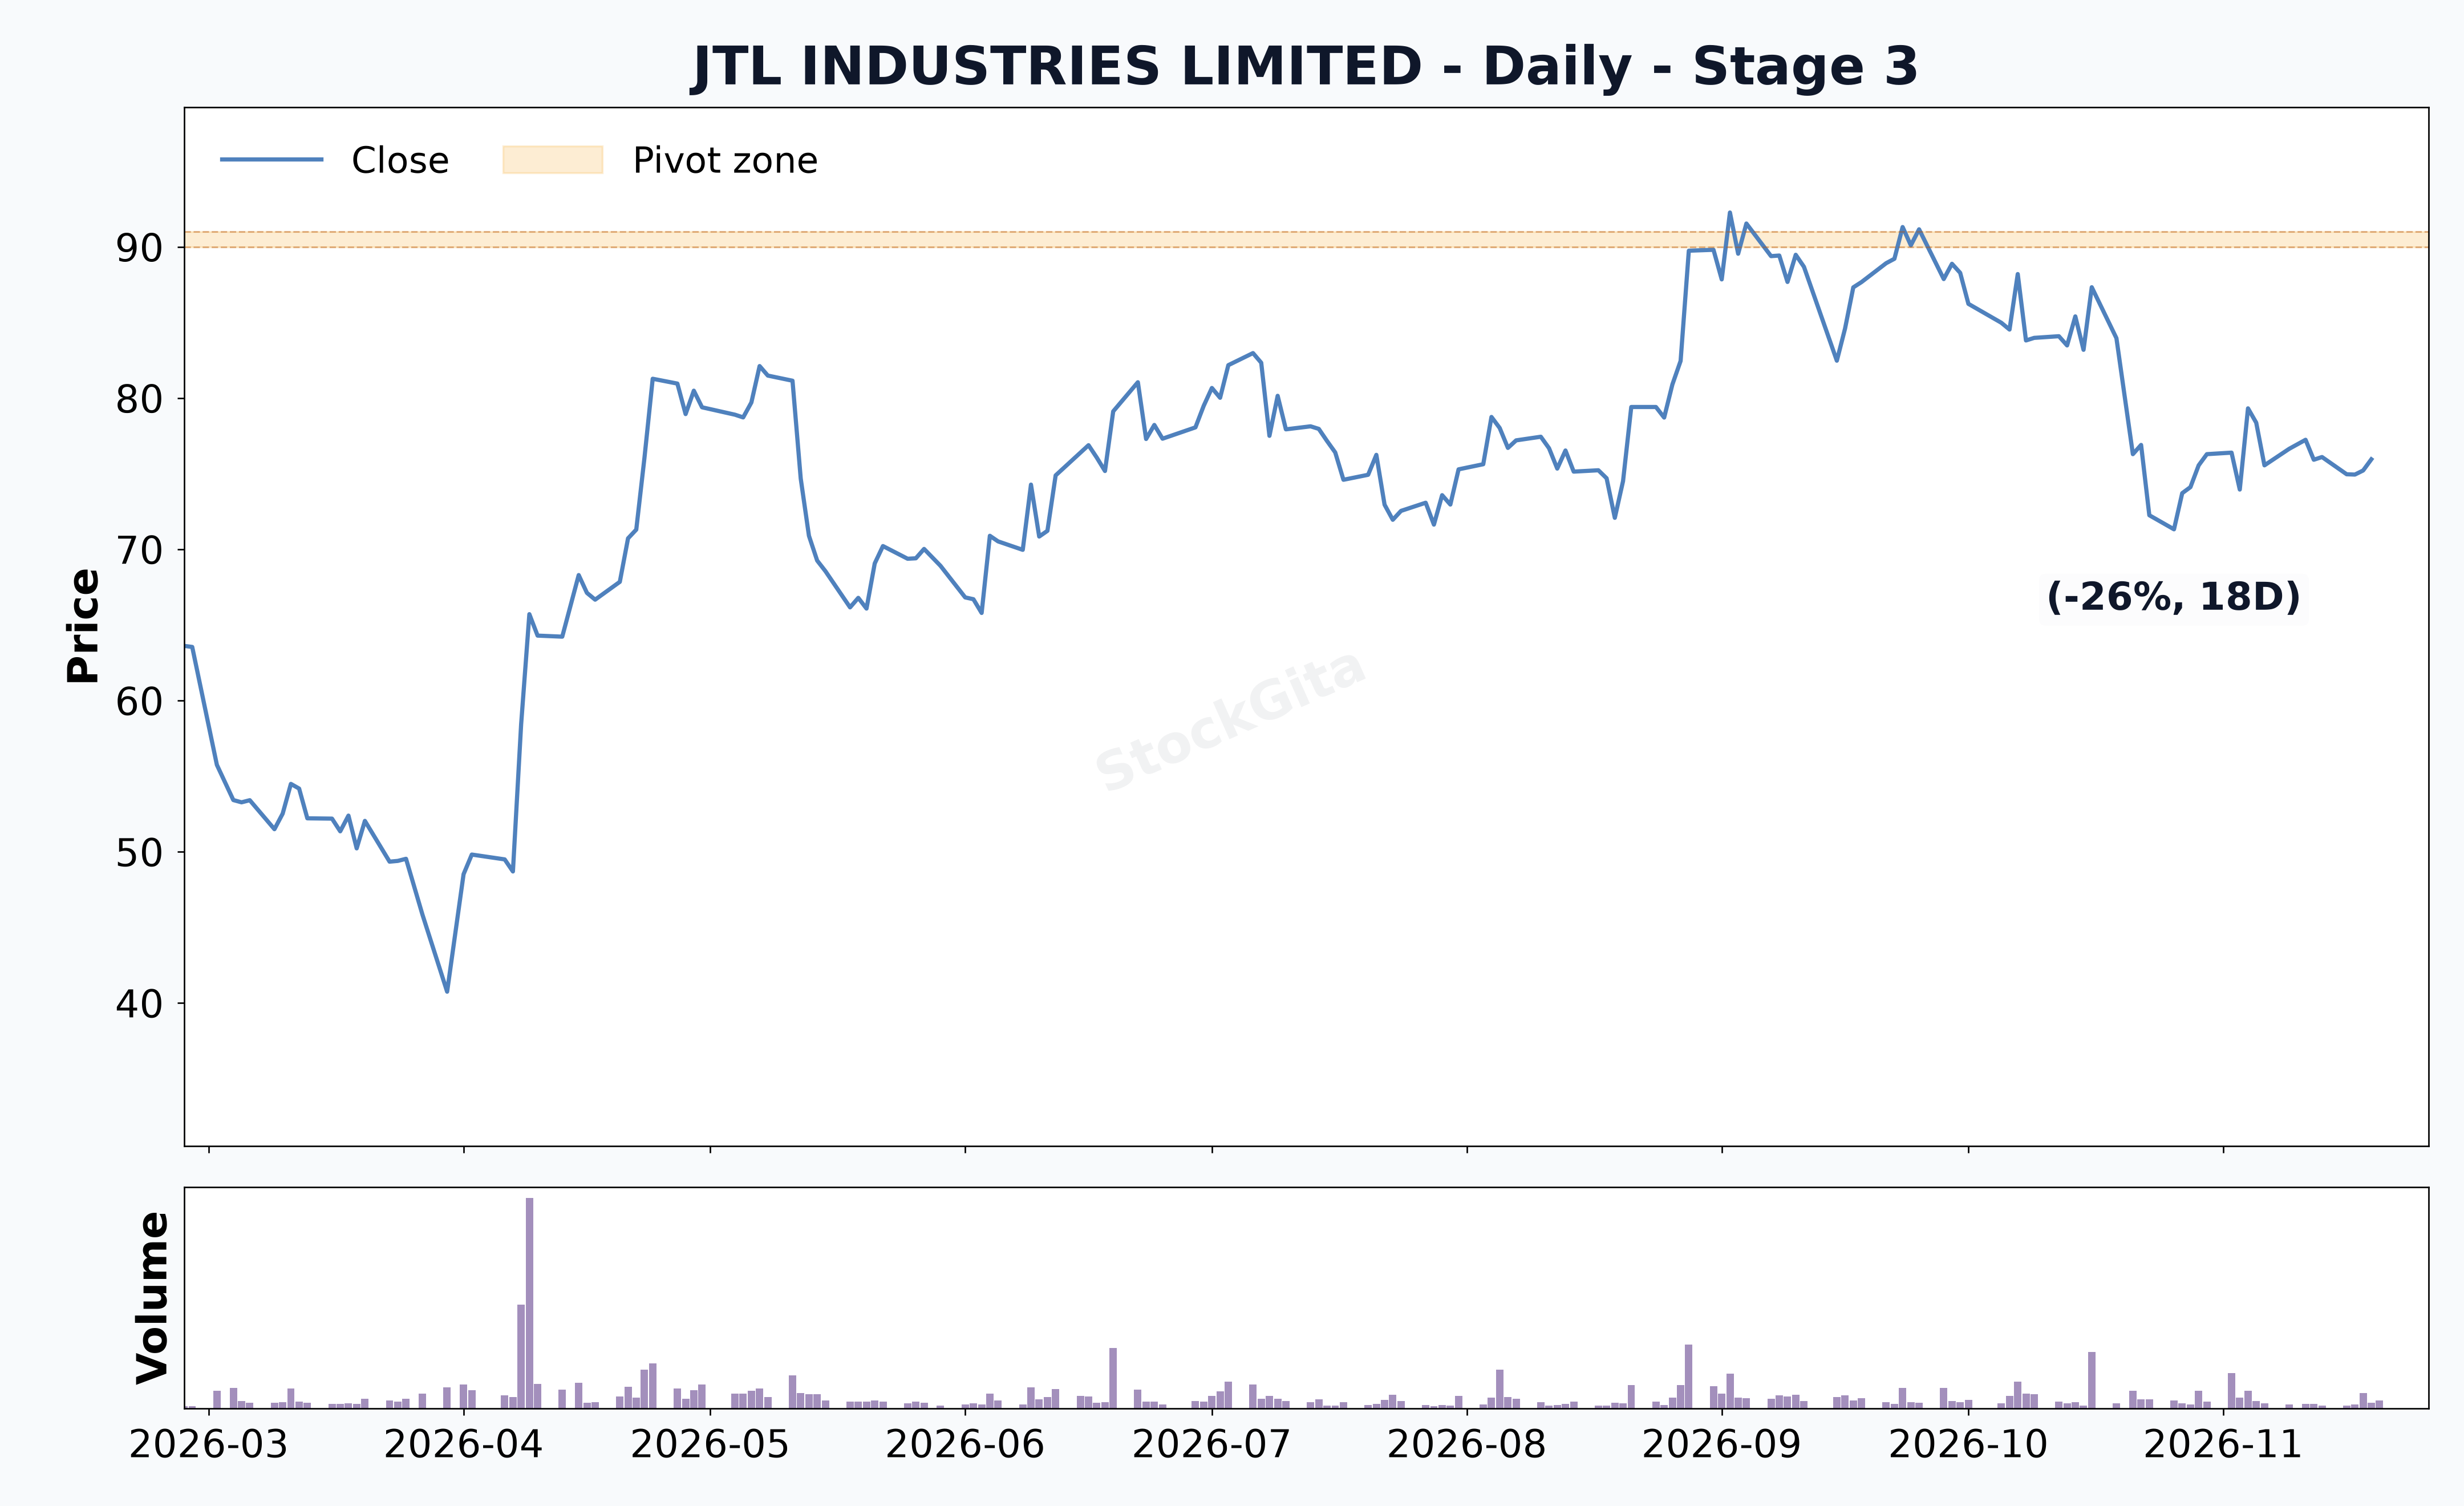 JTL INDUSTRIES LIMITED - Daily - Stage 3
Close
Pivot zone
90
80
70
60
50
40
Price
(-26%, 18D)
StockGita
Volume
2026-03
2026-04
2026-05
2026-06
2026-07
2026-08
2026-09
2026-10
2026-11